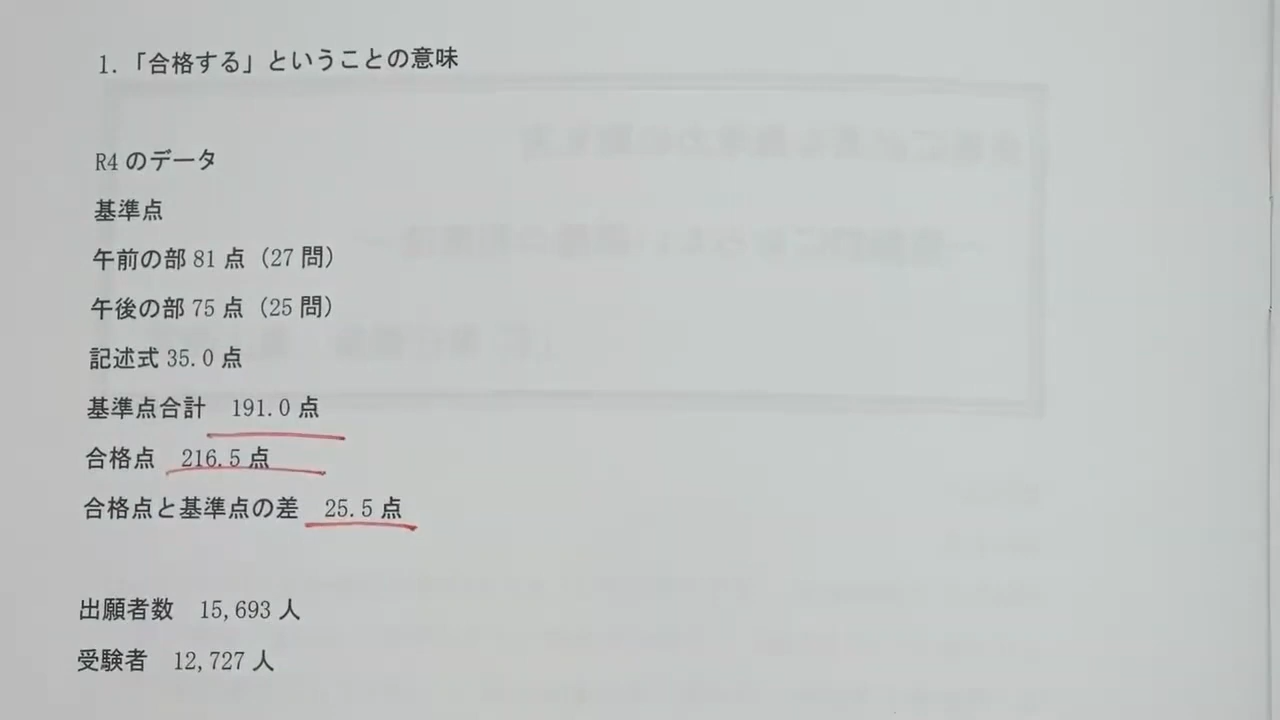 1.「合格する」ということの意味
R4のデータ
基準点
午前の部 81 点（27 問）
午後の部 75 点（25 問）
記述式 35.0 点
基準点合計　191.0 点
合格点　216.5 点
合格点と基準点の差　25.5 点
出願者数　15,693 人
受験者　12,727 人